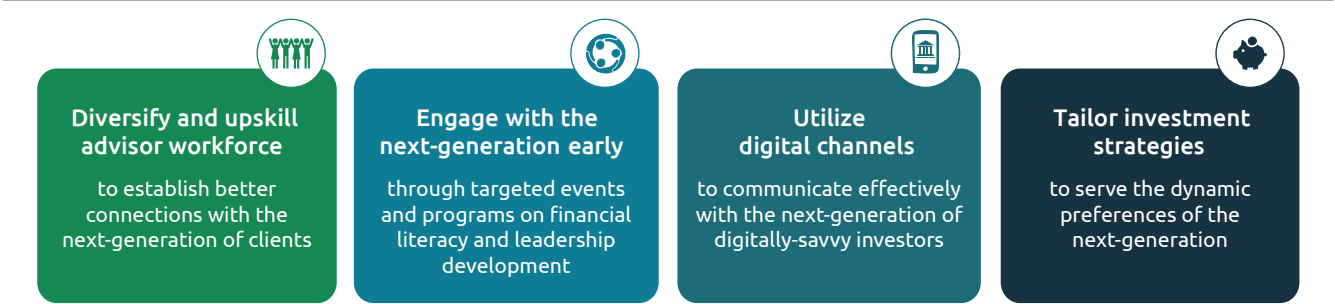 Diversify and upskill
advisor workforce
to establish better
connections with the
next-generation of clients
Engage with the
next-generation early
through targeted events
and programs on financial
literacy and leadership
development
Utilize
digital channels
to communicate effectively
with the next-generation of
digitally-savvy investors
Tailor investment
strategies
to serve the dynamic
preferences of the
next-generation